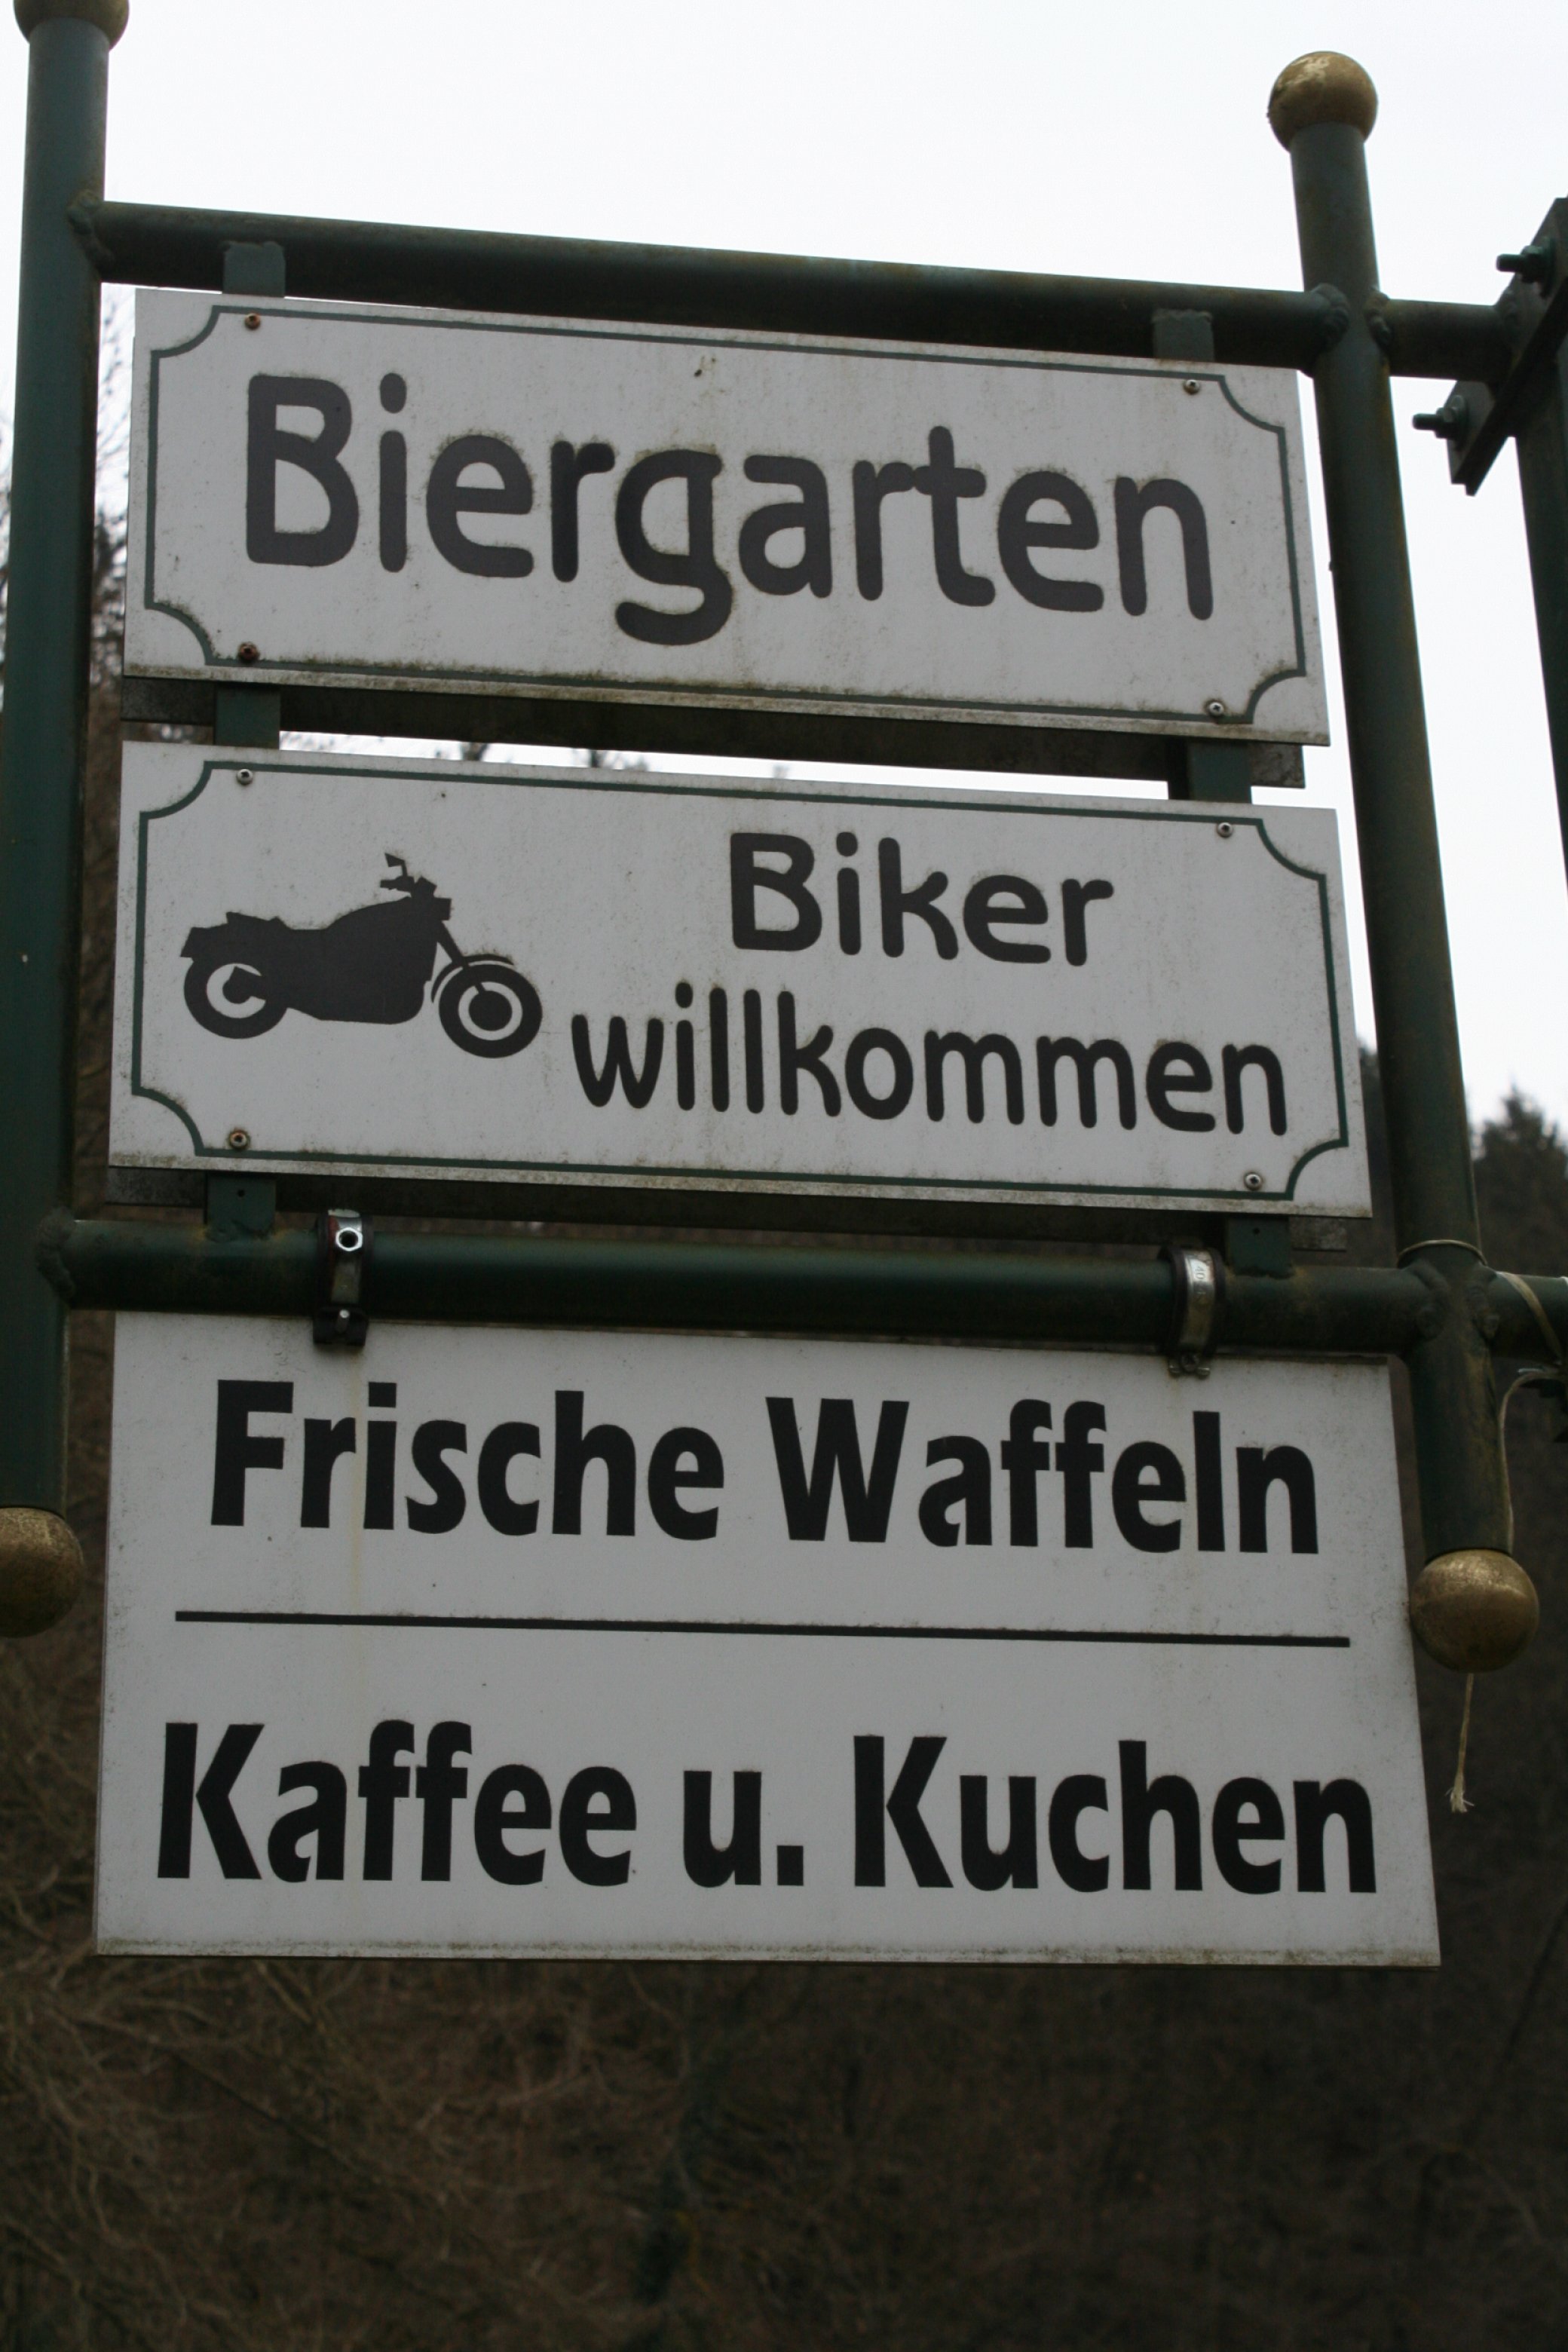 Biergarten
Biker
willkommen
Frische Waffeln
Kaffee u. Kuchen